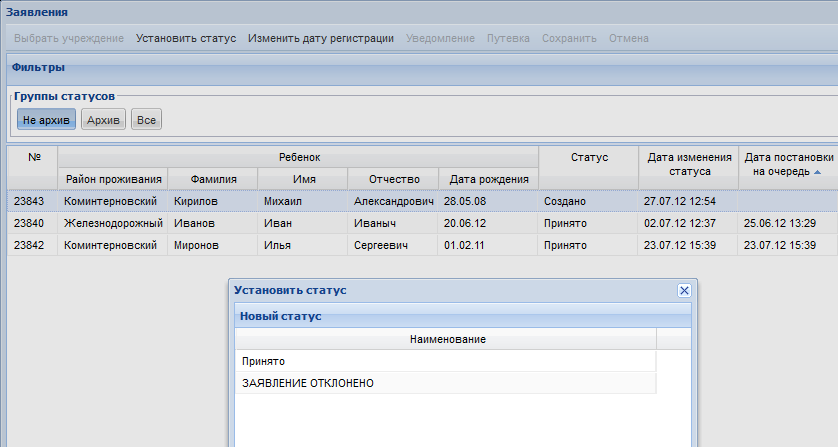 Заявления
Выбрать учреждение Установить статус Изменить дату регистрации Уведомление Путевка Сохранить Отмена
Фильтры
Группы статусов
Не архив Архив Все
№ Ребенок Статус Дата изменения статуса Дата постановки на очередь
Район проживания Фамилия Имя Отчество Дата рождения
23843 Коминтерновский Кирилов Михаил Александрович 28.05.08 Создано 27.07.12 12:54
23840 Железнодорожный Иванов Иван Иваныч 20.06.12 Принято 02.07.12 12:37 25.06.12 13:29
23842 Коминтерновский Миронов Илья Сергеевич 01.02.11 Принято 23.07.12 15:39 23.07.12 15:39
Установить статус
Новый статус
Наименование
Принято
ЗАЯВЛЕНИЕ ОТКЛОНЕНО